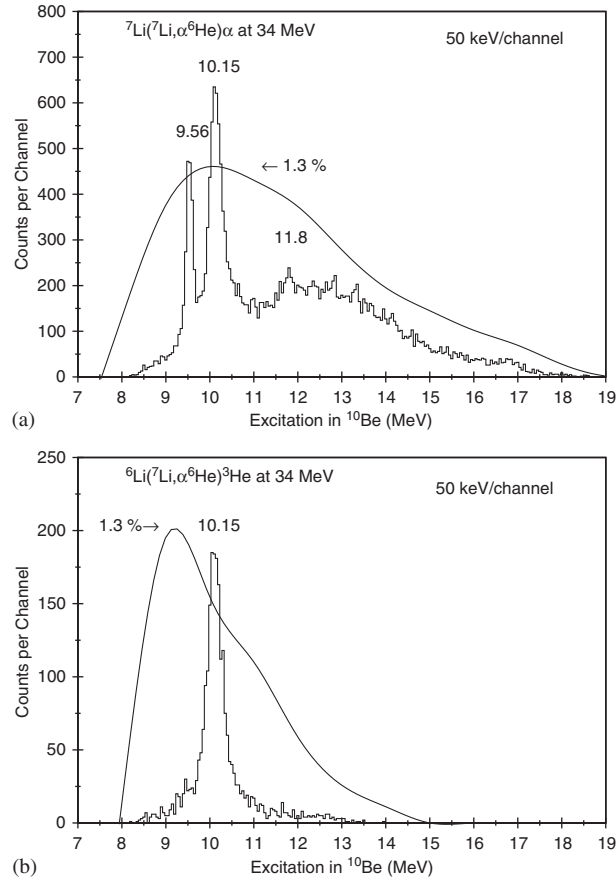 800
⁷Li(⁷Li,α⁶He)α at 34 MeV
50 keV/channel
700
10.15
600
9.56
500
← 1.3 %
400
11.8
300
200
100
0
Counts per Channel
7 8 9 10 11 12 13 14 15 16 17 18 19
(a)
Excitation in ¹⁰Be (MeV)
250
⁶Li(⁷Li,α⁶He)³He at 34 MeV
50 keV/channel
1.3 %→
10.15
200
150
100
50
0
Counts per Channel
7 8 9 10 11 12 13 14 15 16 17 18 19
(b)
Excitation in ¹⁰Be (MeV)